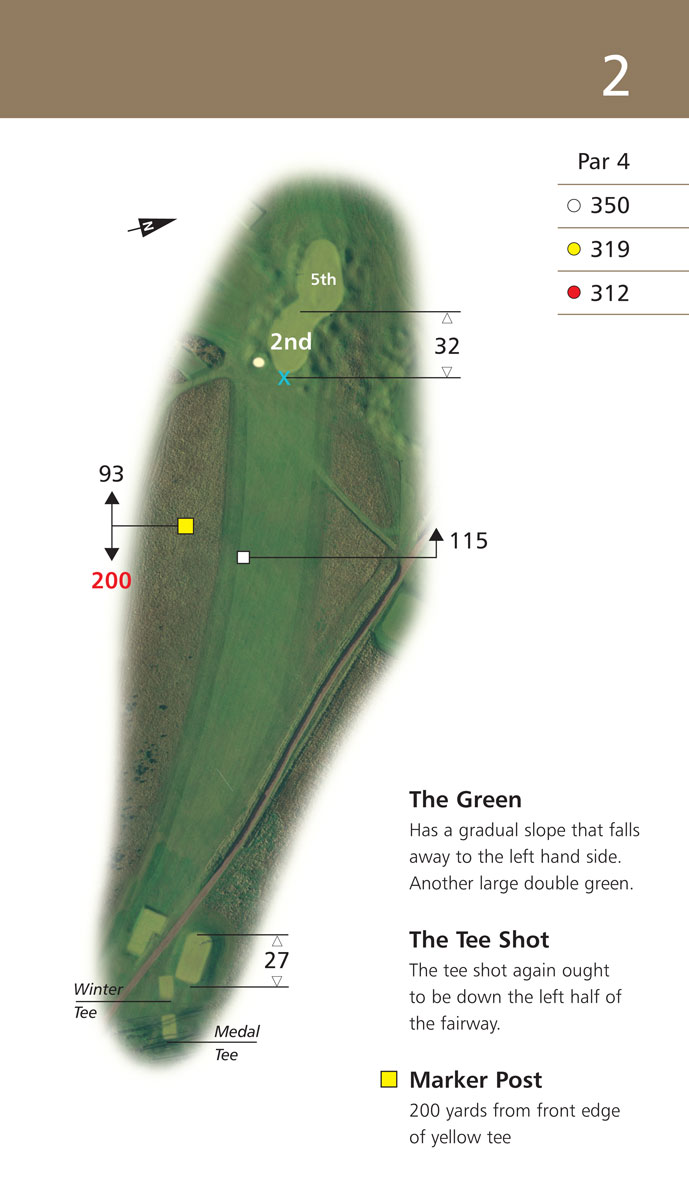 2
Par 4
350
319
312
N
5th
2nd
32
X
93
200
115
The Green
Has a gradual slope that falls
away to the left hand side.
Another large double green.
The Tee Shot
The tee shot again ought
to be down the left half of
the fairway.
27
Winter
Tee
Medal
Tee
Marker Post
200 yards from front edge
of yellow tee